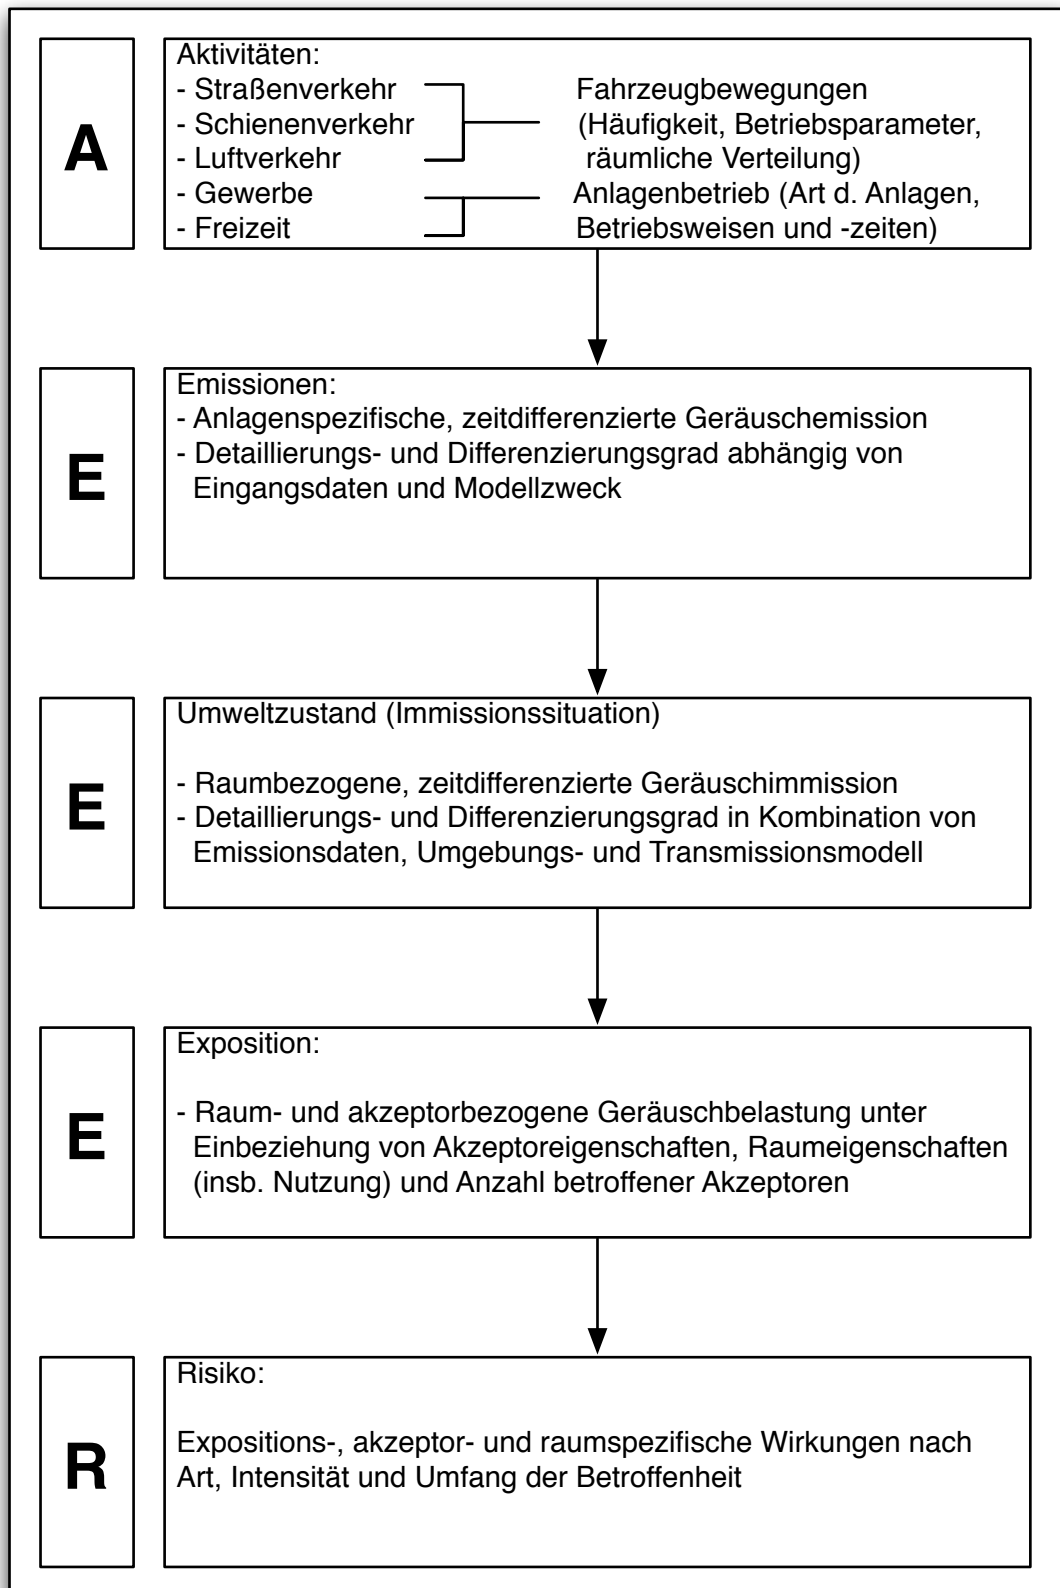 A
Aktivitäten:
- Straßenverkehr
- Schienenverkehr
- Luftverkehr
- Gewerbe
- Freizeit
Fahrzeugbewegungen
(Häufigkeit, Betriebsparameter,
räumliche Verteilung)
Anlagenbetrieb (Art d. Anlagen,
Betriebsweisen und -zeiten)
E
Emissionen:
- Anlagenspezifische, zeitdifferenzierte Geräuschemission
- Detaillierungs- und Differenzierungsgrad abhängig von
Eingangsdaten und Modellzweck
E
Umweltzustand (Immissionssituation)
- Raumbezogene, zeitdifferenzierte Geräuschimmission
- Detaillierungs- und Differenzierungsgrad in Kombination von
Emissionsdaten, Umgebungs- und Transmissionsmodell
E
Exposition:
- Raum- und akzeptorbezogene Geräuschbelastung unter
Einbeziehung von Akzeptoreigenschaften, Raumeigenschaften
(insb. Nutzung) und Anzahl betroffener Akzeptoren
R
Risiko:
Expositions-, akzeptor- und raumspezifische Wirkungen nach
Art, Intensität und Umfang der Betroffenheit